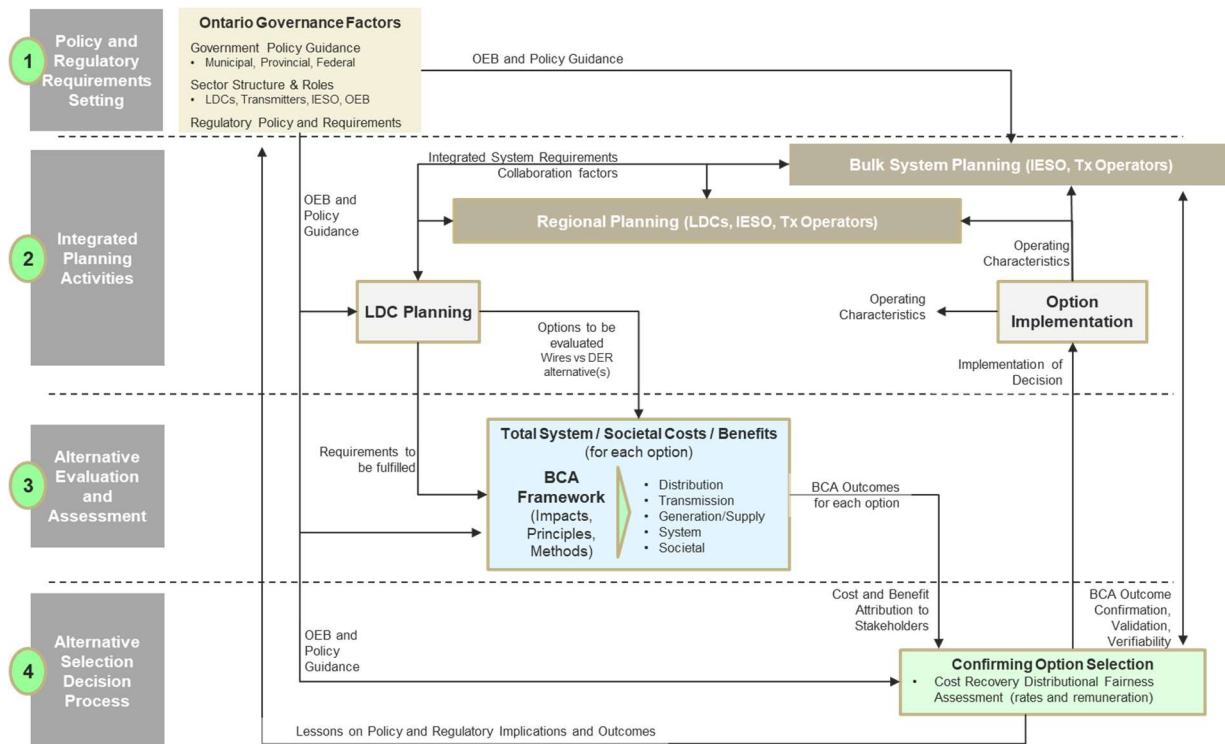 1
Policy and
Regulatory
Requirements
Setting
Ontario Governance Factors
Government Policy Guidance
• Municipal, Provincial, Federal
Sector Structure & Roles
• LDCs, Transmitters, IESO, OEB
Regulatory Policy and Requirements
OEB and Policy Guidance
2
Integrated
Planning
Activities
OEB and
Policy
Guidance
Integrated System Requirements
Collaboration factors
Bulk System Planning (IESO, Tx Operators)
Regional Planning (LDCs, IESO, Tx Operators)
LDC Planning
Options to be
evaluated
Wires vs DER
alternative(s)
Operating
Characteristics
Operating
Characteristics
Option
Implementation
Implementation of
Decision
3
Alternative
Evaluation
and
Assessment
Requirements to
be fulfilled
Total System / Societal Costs / Benefits
(for each option)
BCA
Framework
(Impacts,
Principles,
Methods)
• Distribution
• Transmission
• Generation/Supply
• System
• Societal
BCA Outcomes
for each option
4
Alternative
Selection
Decision
Process
OEB and
Policy
Guidance
Cost and Benefit
Attribution to
Stakeholders
BCA Outcome
Confirmation,
Validation,
Verifiability
Confirming Option Selection
• Cost Recovery Distributional Fairness
Assessment (rates and remuneration)
Lessons on Policy and Regulatory Implications and Outcomes